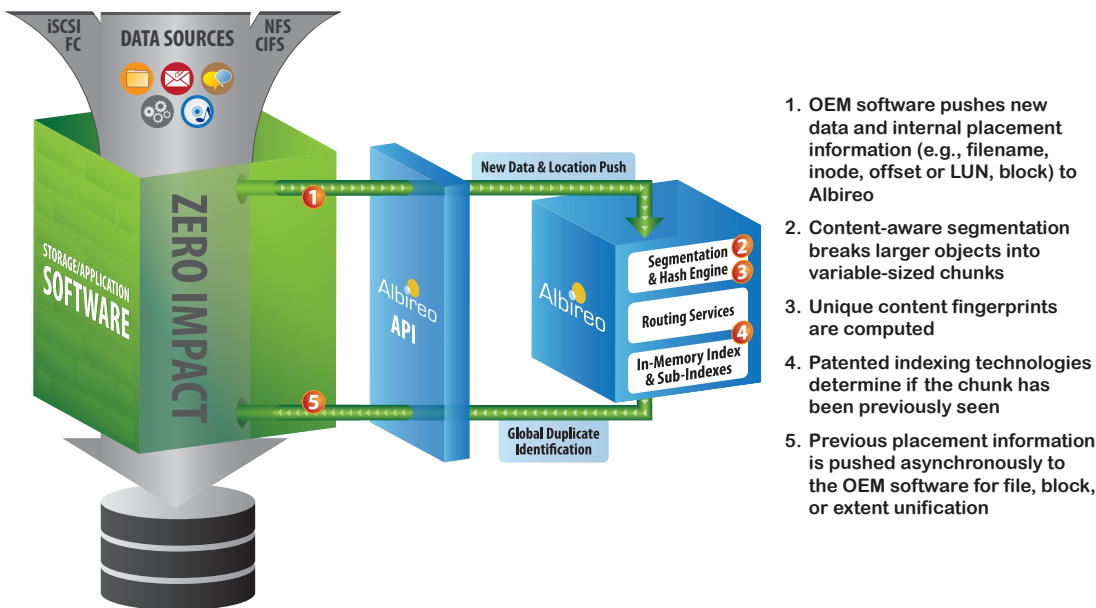 iSCSI
FC
DATA SOURCES
NFS
CIFS
STORAGE/APPLICATION
SOFTWARE
ZERO IMPACT
1
New Data & Location Push
Albireo
API
Albireo
Segmentation 2
& Hash Engine 3
Routing Services
4
In-Memory Index
& Sub-Indexes
5
Global Duplicate
Identification
1. OEM software pushes new
data and internal placement
information (e.g., filename,
inode, offset or LUN, block) to
Albireo
2. Content-aware segmentation
breaks larger objects into
variable-sized chunks
3. Unique content fingerprints
are computed
4. Patented indexing technologies
determine if the chunk has
been previously seen
5. Previous placement information
is pushed asynchronously to
the OEM software for file, block,
or extent unification